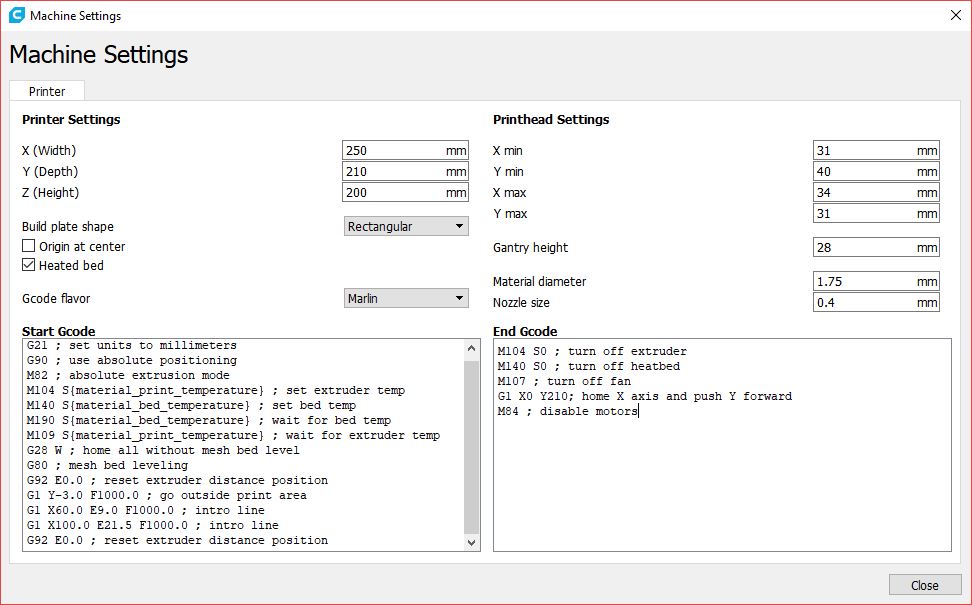 Machine Settings
Machine Settings
Printer
Printer Settings
X (Width) 250 mm
Y (Depth) 210 mm
Z (Height) 200 mm
Build plate shape Rectangular
Origin at center
Heated bed
Gcode flavor Marlin
Printhead Settings
X min 31 mm
Y min 40 mm
X max 34 mm
Y max 31 mm
Gantry height 28 mm
Material diameter 1.75 mm
Nozzle size 0.4 mm
Start Gcode
G21 ; set units to millimeters
G90 ; use absolute positioning
M82 ; absolute extrusion mode
M104 S{material_print_temperature} ; set extruder temp
M140 S{material_bed_temperature} ; set bed temp
M190 S{material_bed_temperature} ; wait for bed temp
M109 S{material_print_temperature} ; wait for extruder temp
G28 W ; home all without mesh bed level
G80 ; mesh bed leveling
G92 E0.0 ; reset extruder distance position
G1 Y-3.0 F1000.0 ; go outside print area
G1 X60.0 E9.0 F1000.0 ; intro line
G1 X100.0 E21.5 F1000.0 ; intro line
G92 E0.0 ; reset extruder distance position
End Gcode
M104 S0 ; turn off extruder
M140 S0 ; turn off heatbed
M107 ; turn off fan
G1 X0 Y210; home X axis and push Y forward
M84 ; disable motors
Close